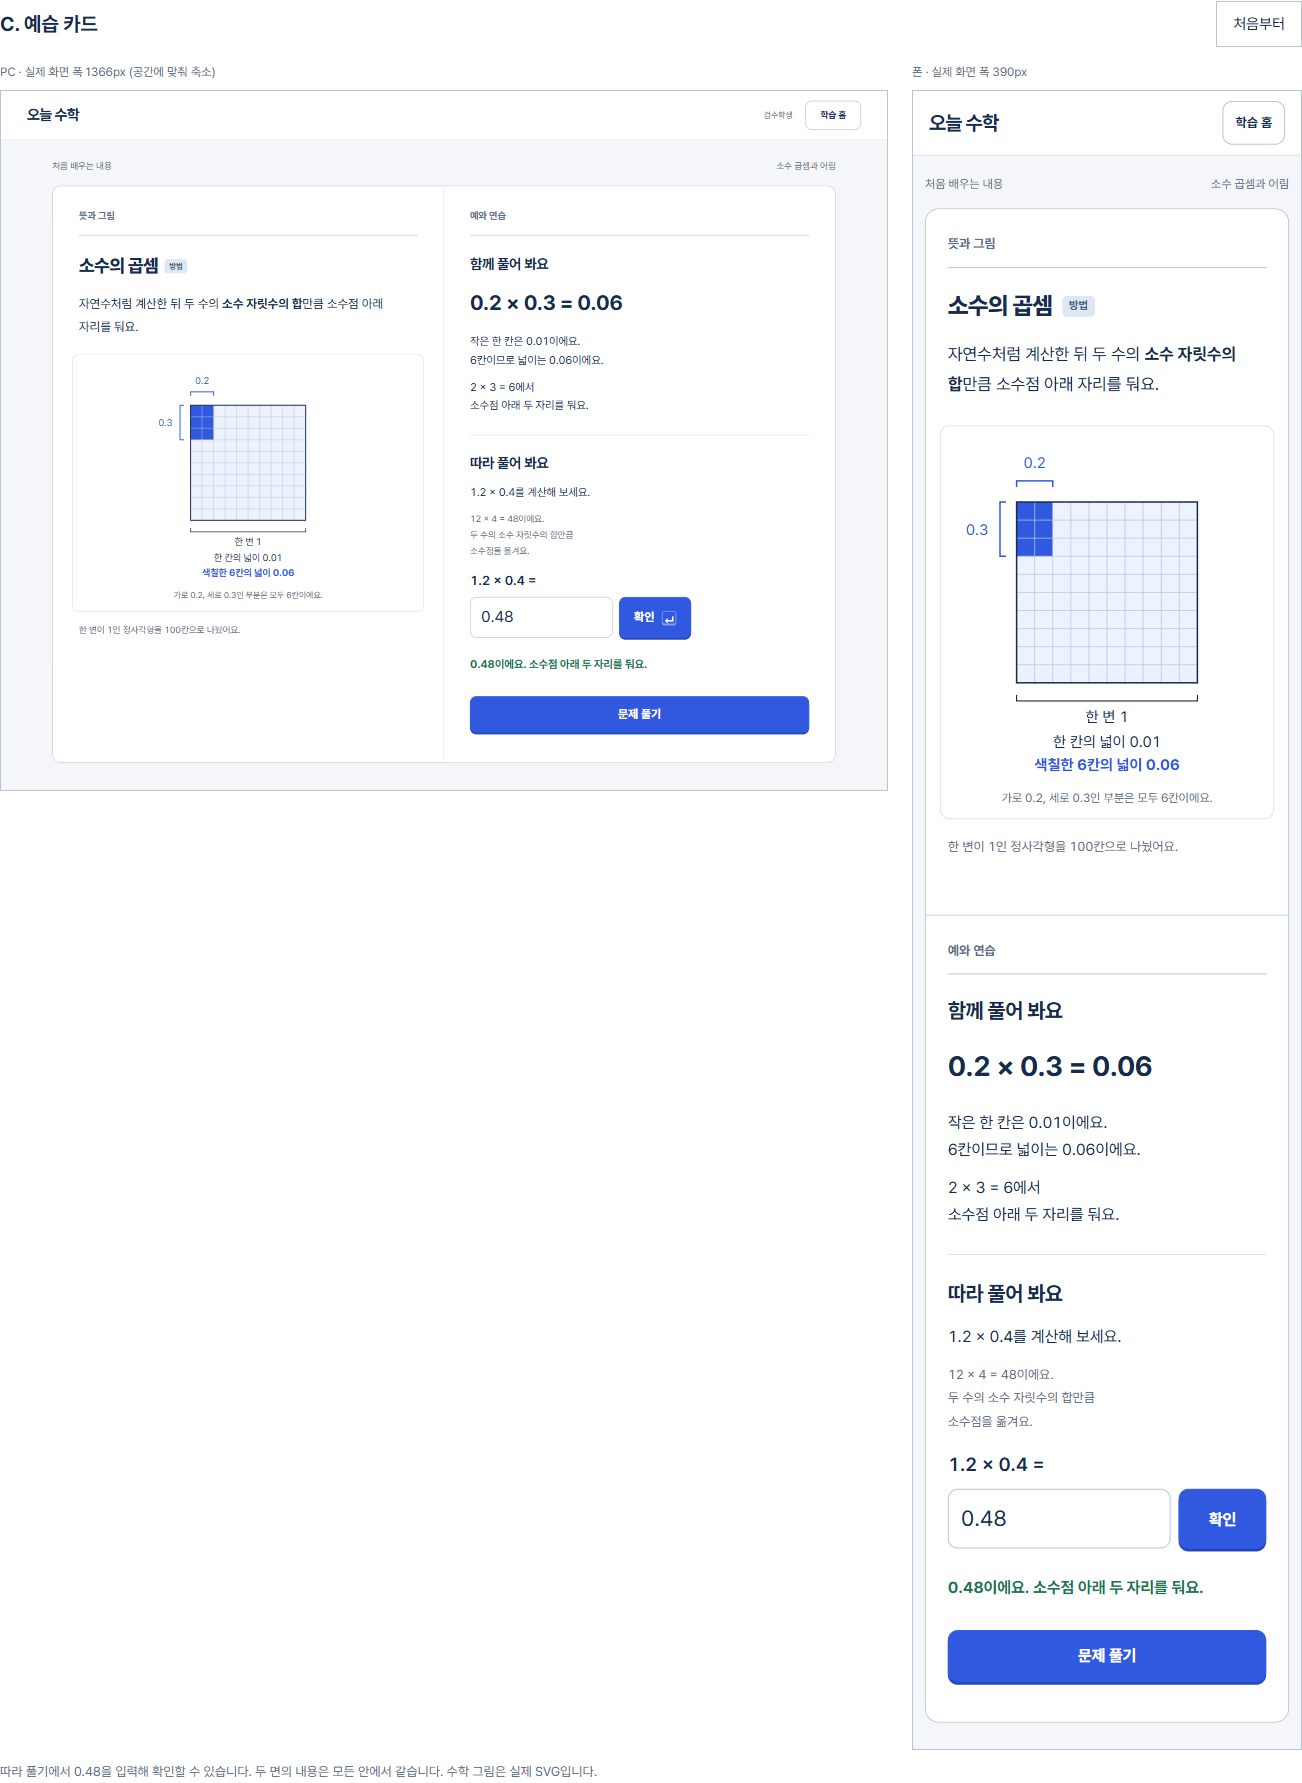 C. 예습 카드
처음부터
PC · 실제 화면 폭 1366px (공간에 맞춰 축소)
오늘 수학
검수학생
학습 홈
처음 배우는 내용
소수 곱셈과 어림
뜻과 그림
소수의 곱셈 방법
자연수처럼 계산한 뒤 두 수의 소수 자릿수의 합만큼 소수점 아래
자리를 둬요.
0.2
0.3
한 변 1
한 칸의 넓이 0.01
색칠한 6칸의 넓이 0.06
가로 0.2, 세로 0.3인 부분은 모두 6칸이에요.
한 변이 1인 정사각형을 100칸으로 나눴어요.
예와 연습
함께 풀어 봐요
0.2 × 0.3 = 0.06
작은 한 칸은 0.01이에요.
6칸이므로 넓이는 0.06이에요.
2 × 3 = 6에서
소수점 아래 두 자리를 둬요.
따라 풀어 봐요
1.2 × 0.4를 계산해 보세요.
12 × 4 = 48이에요.
두 수의 소수 자릿수의 합만큼
소수점을 옮겨요.
1.2 × 0.4 =
0.48
확인
0.48이에요. 소수점 아래 두 자리를 둬요.
문제 풀기
폰 · 실제 화면 폭 390px
오늘 수학
학습 홈
처음 배우는 내용
소수 곱셈과 어림
뜻과 그림
소수의 곱셈 방법
자연수처럼 계산한 뒤 두 수의 소수 자릿수의
합만큼 소수점 아래 자리를 둬요.
0.2
0.3
한 변 1
한 칸의 넓이 0.01
색칠한 6칸의 넓이 0.06
가로 0.2, 세로 0.3인 부분은 모두 6칸이에요.
한 변이 1인 정사각형을 100칸으로 나눴어요.
예와 연습
함께 풀어 봐요
0.2 × 0.3 = 0.06
작은 한 칸은 0.01이에요.
6칸이므로 넓이는 0.06이에요.
2 × 3 = 6에서
소수점 아래 두 자리를 둬요.
따라 풀어 봐요
1.2 × 0.4를 계산해 보세요.
12 × 4 = 48이에요.
두 수의 소수 자릿수의 합만큼
소수점을 옮겨요.
1.2 × 0.4 =
0.48
확인
0.48이에요. 소수점 아래 두 자리를 둬요.
문제 풀기
따라 풀기에서 0.48을 입력해 확인할 수 있습니다. 두 면의 내용은 모든 안에서 같습니다. 수학 그림은 실제 SVG입니다.